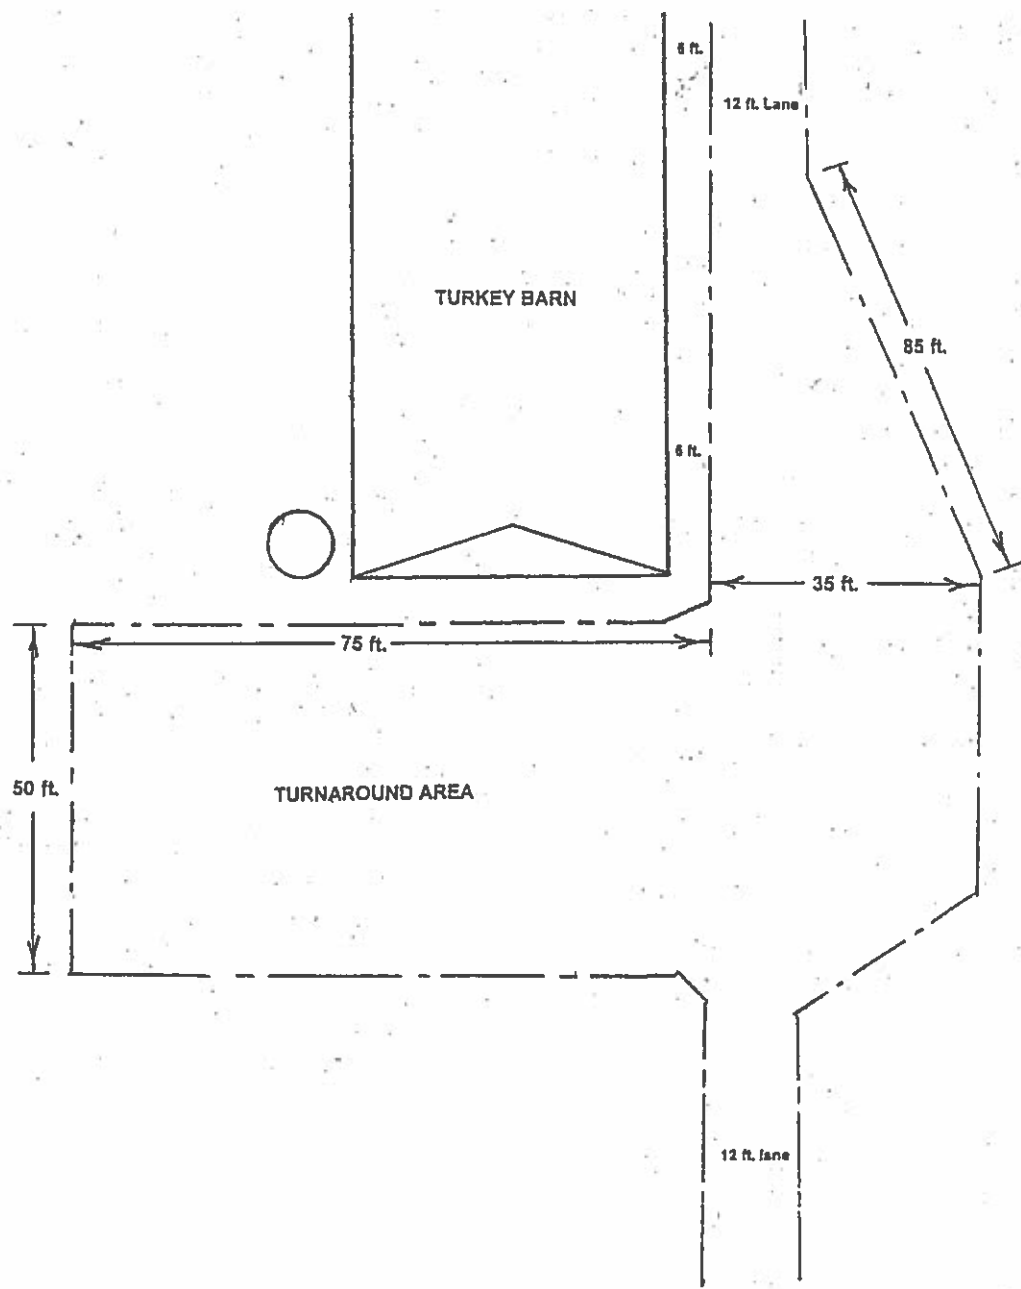 6 ft.
12 ft. Lane
TURKEY BARN
85 ft.
6 ft.
35 ft.
75 ft.
50 ft.
TURNAROUND AREA
12 ft. lane